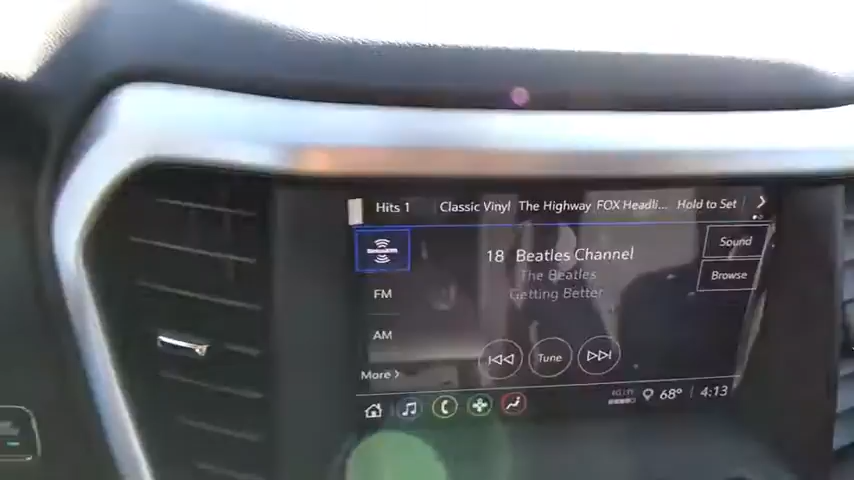 Hits 1 Classic Vinyl The Highway FOX Headli... Hold to Set
SiriusXM
18 Beatles Channel
The Beatles
Getting Better
Sound
Browse
FM
AM
More
Tune
68° 4:13